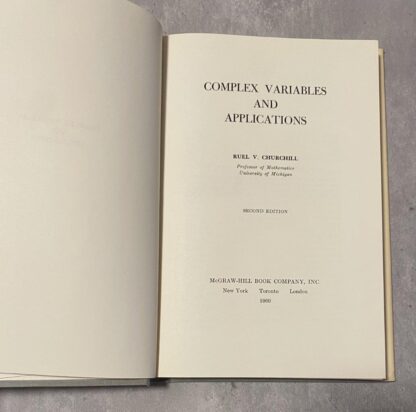 COMPLEX VARIABLES
AND
APPLICATIONS
RUEL V. CHURCHILL
Professor of Mathematics
University of Michigan
SECOND EDITION
McGRAW-HILL BOOK COMPANY, INC
New York Toronto London
1960